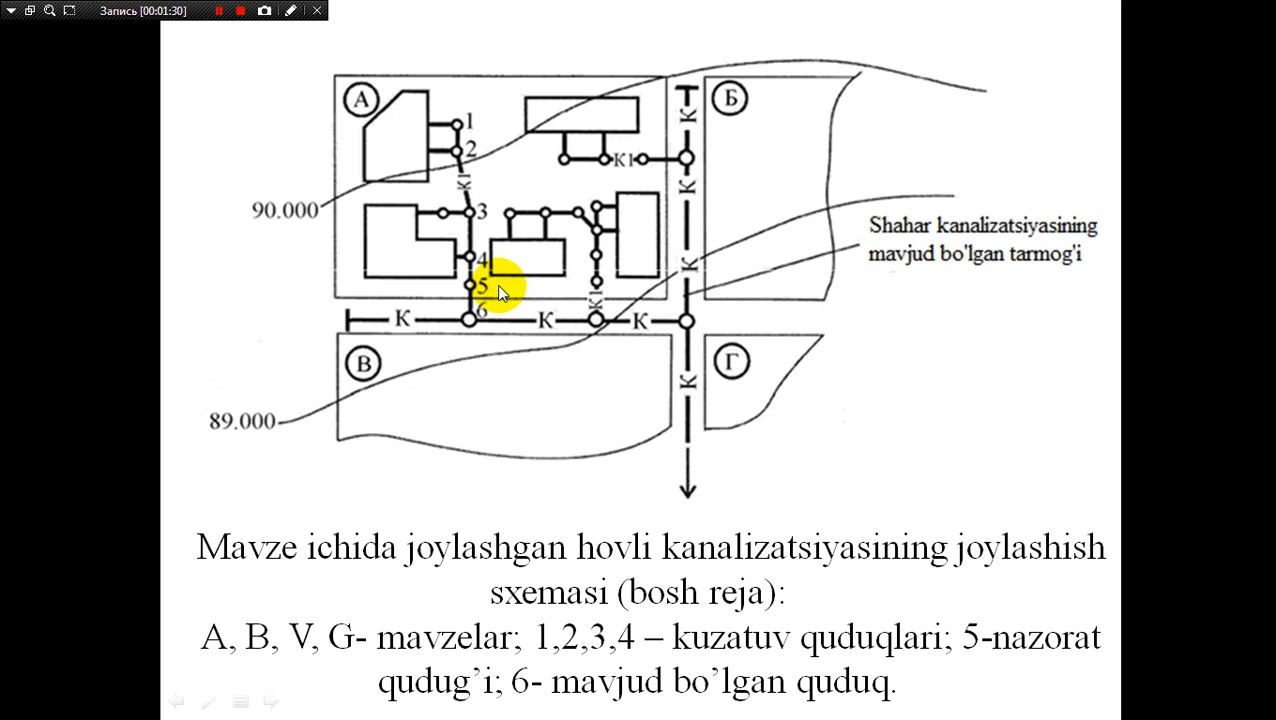 Запись [00:01:30]
А
Б
1
К
2
К1
К
К1
90.000
3
Shahar kanalizatsiyasining
mavjud bo'lgan tarmog'i
4
К
5
К1
6
К
К
К
В
Г
К
89.000
Mavze ichida joylashgan hovli kanalizatsiyasining joylashish
sxemasi (bosh reja):
A, B, V, G- mavzelar; 1,2,3,4 – kuzatuv quduqlari; 5-nazorat
qudug’i; 6- mavjud bo’lgan quduq.